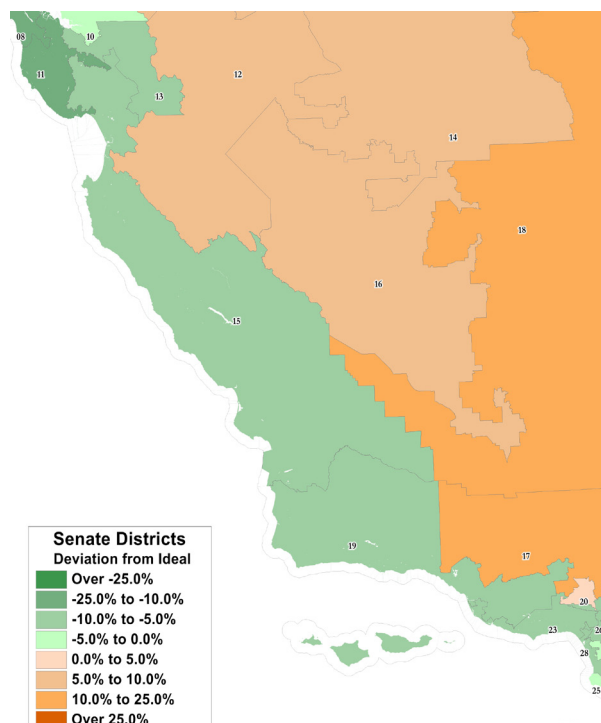 08
10
11
12
13
14
18
16
15
19
17
20
23
26
28
25
Senate Districts
Deviation from Ideal
Over -25.0%
-25.0% to -10.0%
-10.0% to -5.0%
-5.0% to 0.0%
0.0% to 5.0%
5.0% to 10.0%
10.0% to 25.0%
Over 25.0%